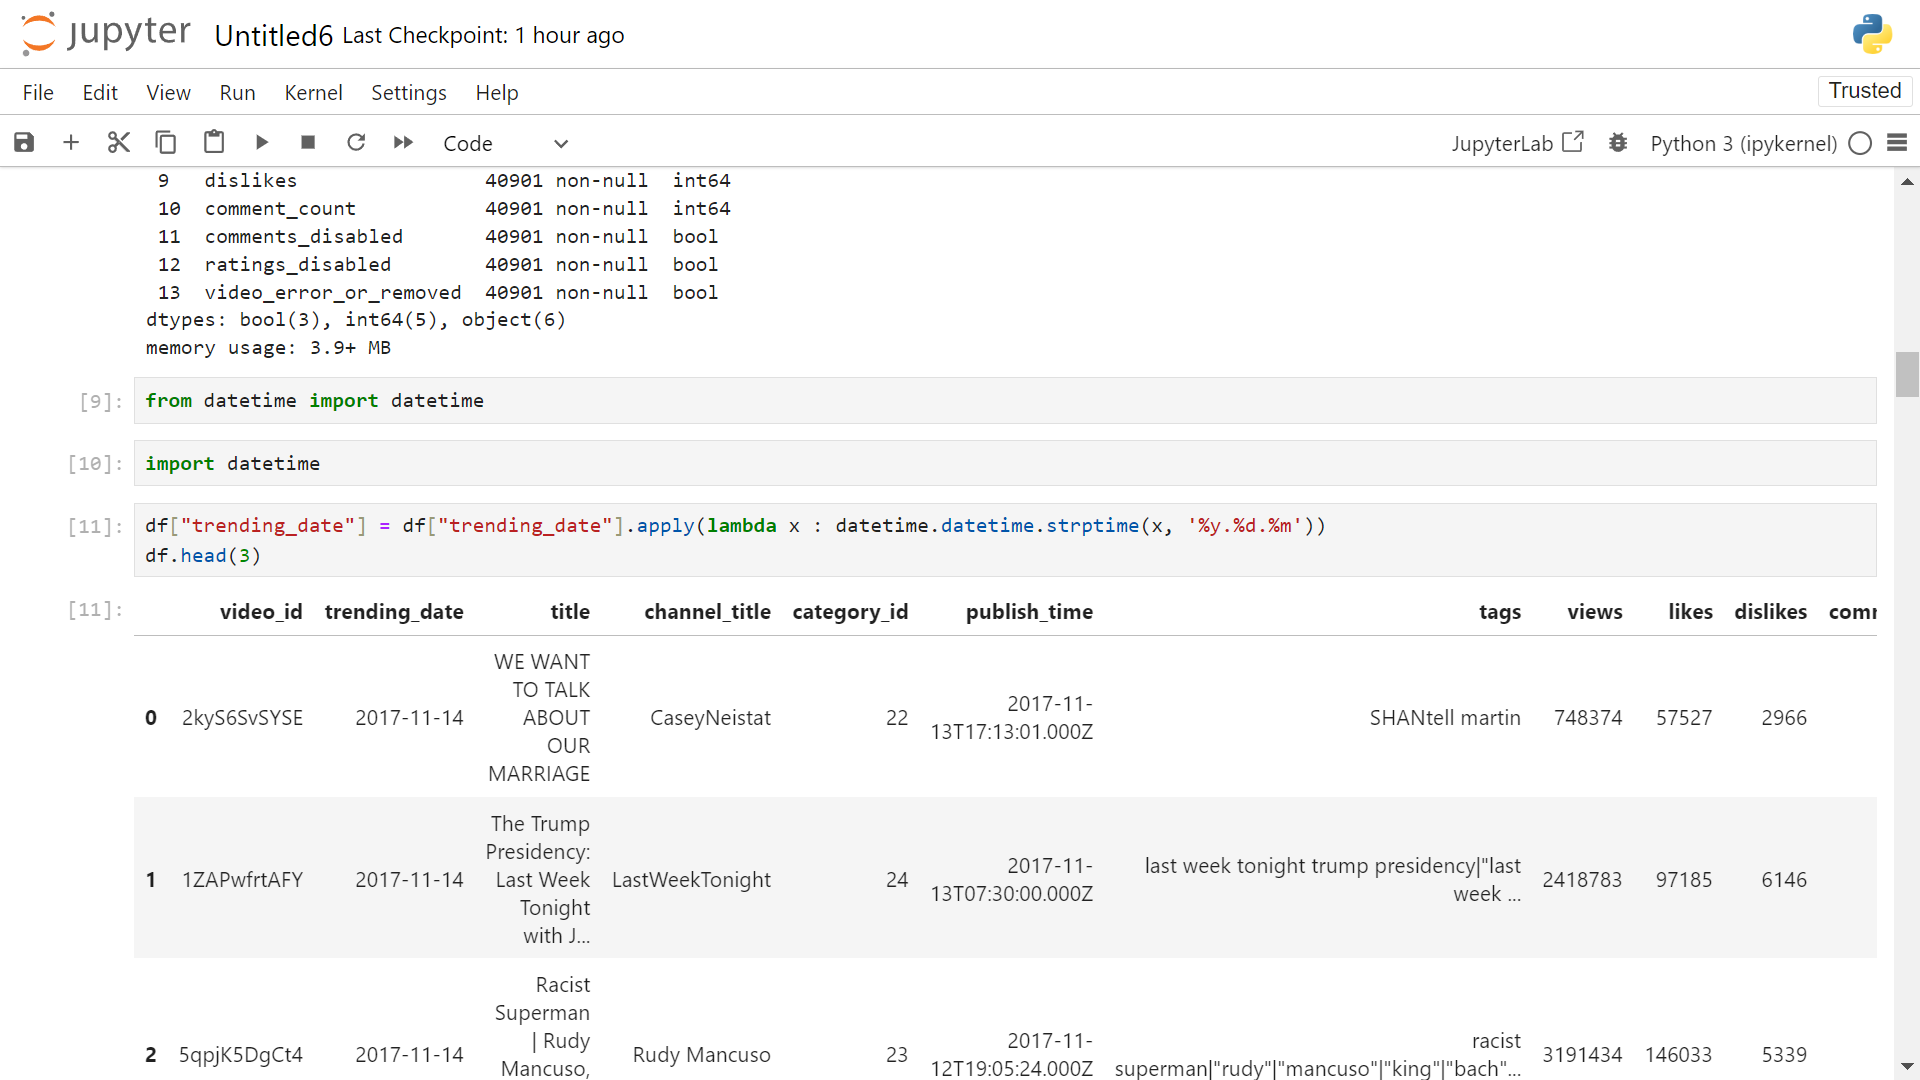 jupyter Untitled6 Last Checkpoint: 1 hour ago
File Edit View Run Kernel Settings Help Trusted
Code JupyterLab Python 3 (ipykernel)
9 dislikes 40901 non-null int64
10 comment_count 40901 non-null int64
11 comments_disabled 40901 non-null bool
12 ratings_disabled 40901 non-null bool
13 video_error_or_removed 40901 non-null bool
dtypes: bool(3), int64(5), object(6)
memory usage: 3.9+ MB
[9]: from datetime import datetime
[10]: import datetime
[11]: df["trending_date"] = df["trending_date"].apply(lambda x : datetime.datetime.strptime(x, '%y.%d.%m'))
df.head(3)
[11]: video_id trending_date title channel_title category_id publish_time tags views likes dislikes comm
WE WANT
TO TALK
0 2kyS6SvSYSE 2017-11-14 ABOUT CaseyNeistat 22 2017-11- SHANtell martin 748374 57527 2966
OUR 13T17:13:01.000Z
MARRIAGE
The Trump
Presidency:
1 1ZAPwfrtAFY 2017-11-14 Last Week LastWeekTonight 24 2017-11- last week tonight trump presidency|"last 2418783 97185 6146
Tonight 13T07:30:00.000Z week ...
with J...
Racist
Superman
| Rudy 2017-11- racist
2 5qpjK5DgCt4 2017-11-14 Mancuso, Rudy Mancuso 23 12T19:05:24.000Z superman|"rudy"|"mancuso"|"king"|"bach"... 3191434 146033 5339